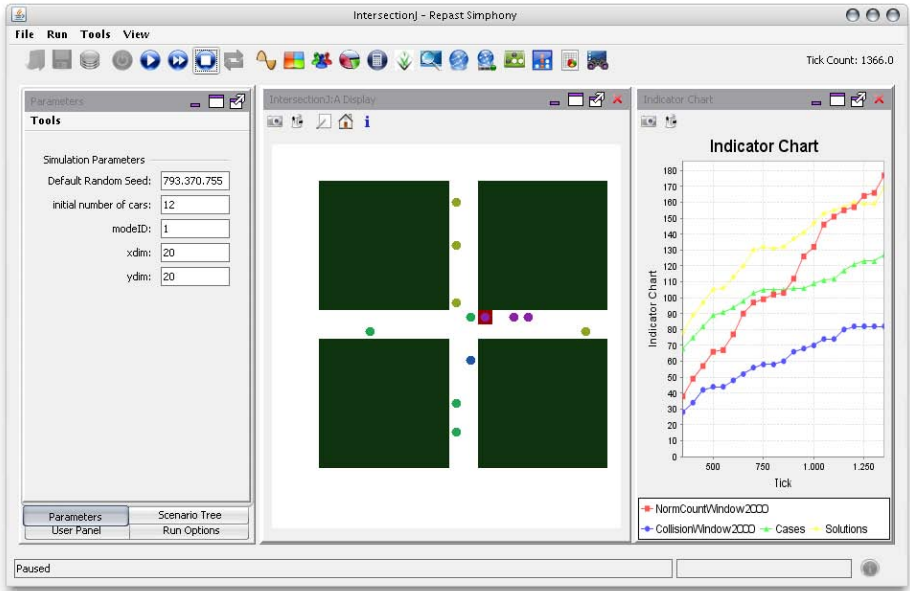 IntersectionJ - Repast Simphony
File Run Tools View
Tick Count: 1366.0
Parameters
Tools
Simulation Parameters
Default Random Seed: 793.370.755
initial number of cars: 12
modeID: 1
xdim: 20
ydim: 20
Parameters Scenario Tree
User Panel Run Options
IntersectionJ:A Display
i
Indicator Chart
Indicator Chart
Indicator Chart
180
170
160
150
140
130
120
110
100
90
80
70
60
50
40
30
20
10
0
500 750 1.000 1.250
Tick
NormCountWindow2000
CollisionWindow2000 Cases Solutions
Paused